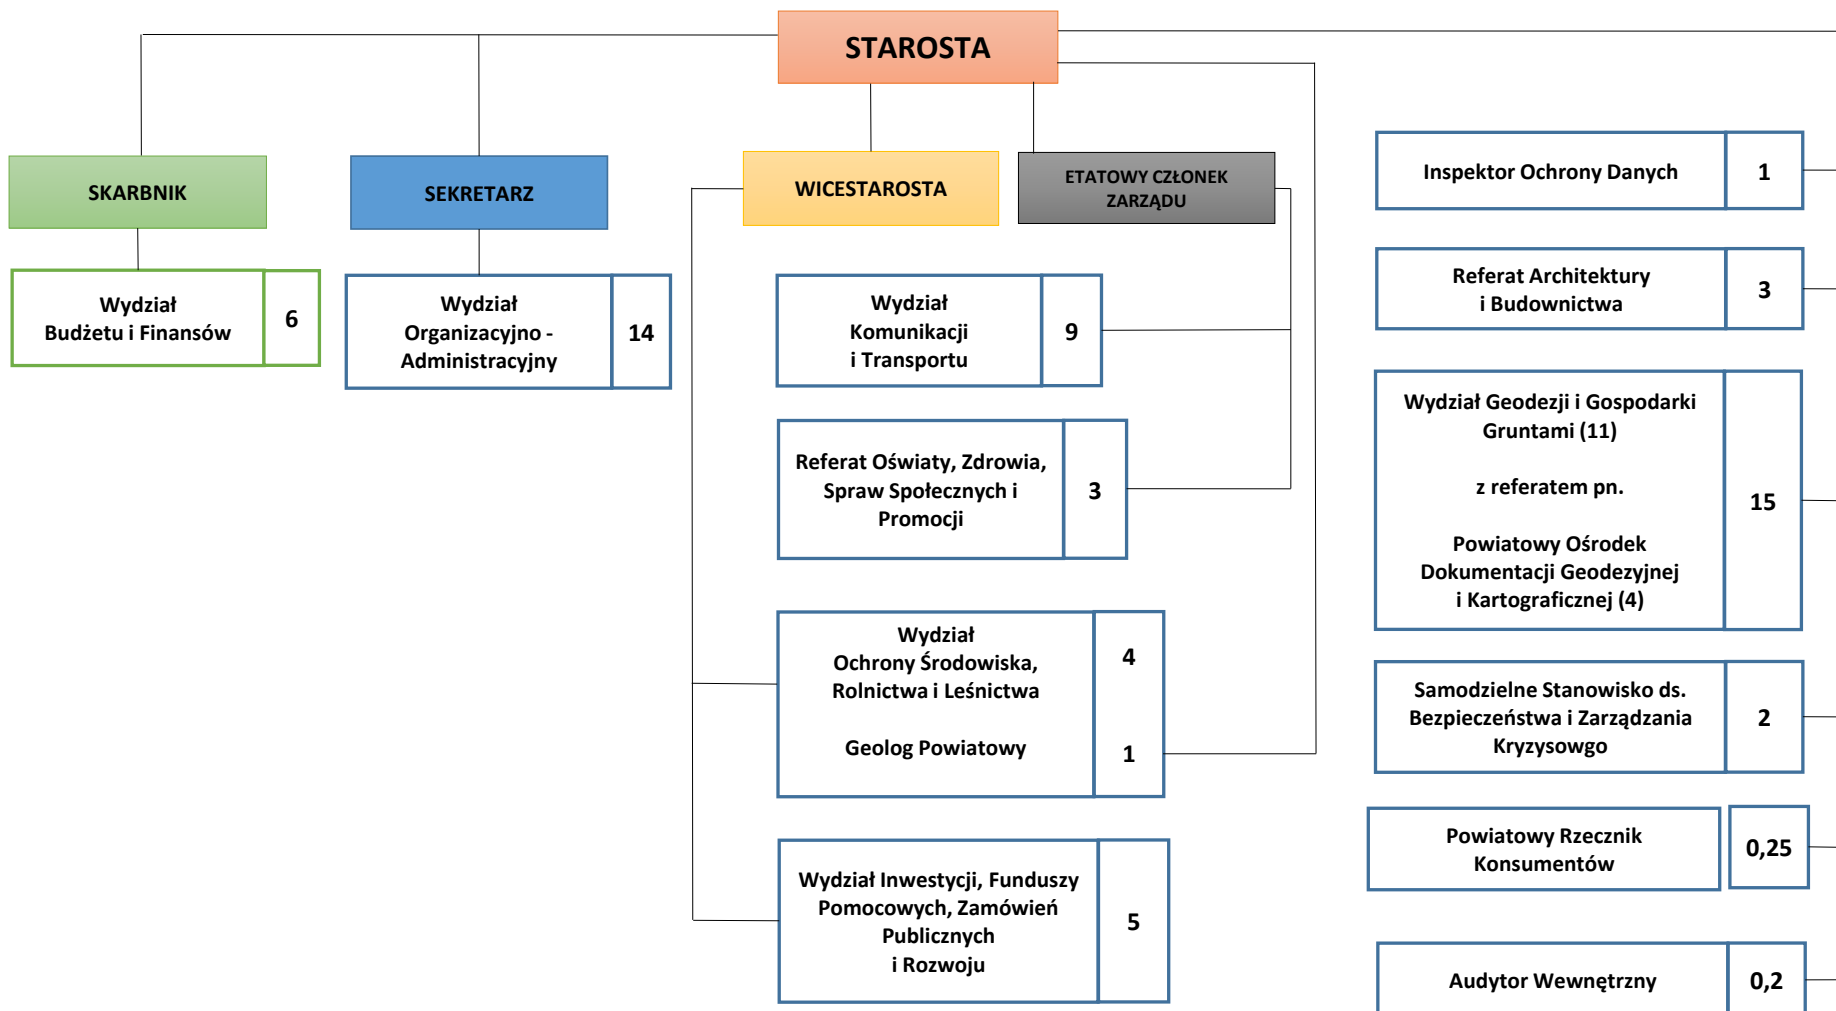 STAROSTA
SKARBNIK
SEKRETARZ
WICESTAROSTA
ETATOWY CZŁONEK
ZARZĄDU
Wydział
Budżetu i Finansów
6
Wydział
Organizacyjno -
Administracyjny
14
Wydział
Komunikacji
i Transportu
9
Referat Oświaty, Zdrowia,
Spraw Społecznych i
Promocji
3
Wydział
Ochrony Środowiska,
Rolnictwa i Leśnictwa
4
Geolog Powiatowy
1
Wydział Inwestycji, Funduszy
Pomocowych, Zamówień
Publicznych
i Rozwoju
5
Inspektor Ochrony Danych
1
Referat Architektury
i Budownictwa
3
Wydział Geodezji i Gospodarki
Gruntami (11)
z referatem pn.
Powiatowy Ośrodek
Dokumentacji Geodezyjnej
i Kartograficznej (4)
15
Samodzielne Stanowisko ds.
Bezpieczeństwa i Zarządzania
Kryzysowgo
2
Powiatowy Rzecznik
Konsumentów
0,25
Audytor Wewnętrzny
0,2